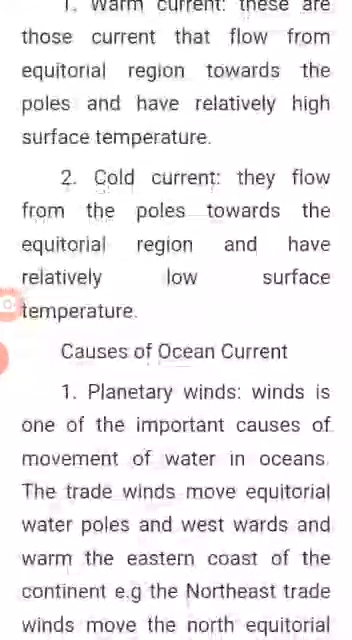 1. Warm current: these are
those current that flow from
equitorial region towards the
poles and have relatively high
surface temperature.
2. Cold current: they flow
from the poles towards the
equitorial region and have
relatively low surface
temperature.
Causes of Ocean Current
1. Planetary winds: winds is
one of the important causes of
movement of water in oceans.
The trade winds move equitorial
water poles and west wards and
warm the eastern coast of the
continent e.g the Northeast trade
winds move the north equitorial